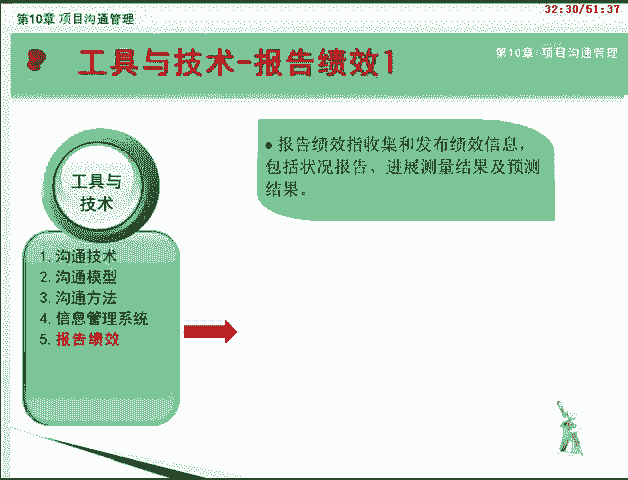 第10章 项目沟通管理
32:30/51:37
工具与技术-报告绩效1
第10章 项目沟通管理
工具与
技术
1. 沟通技术
2. 沟通模型
3. 沟通方法
4. 信息管理系统
5. 报告绩效
● 报告绩效指收集和发布绩效信息，
包括状况报告、进展测量结果及预测
结果。